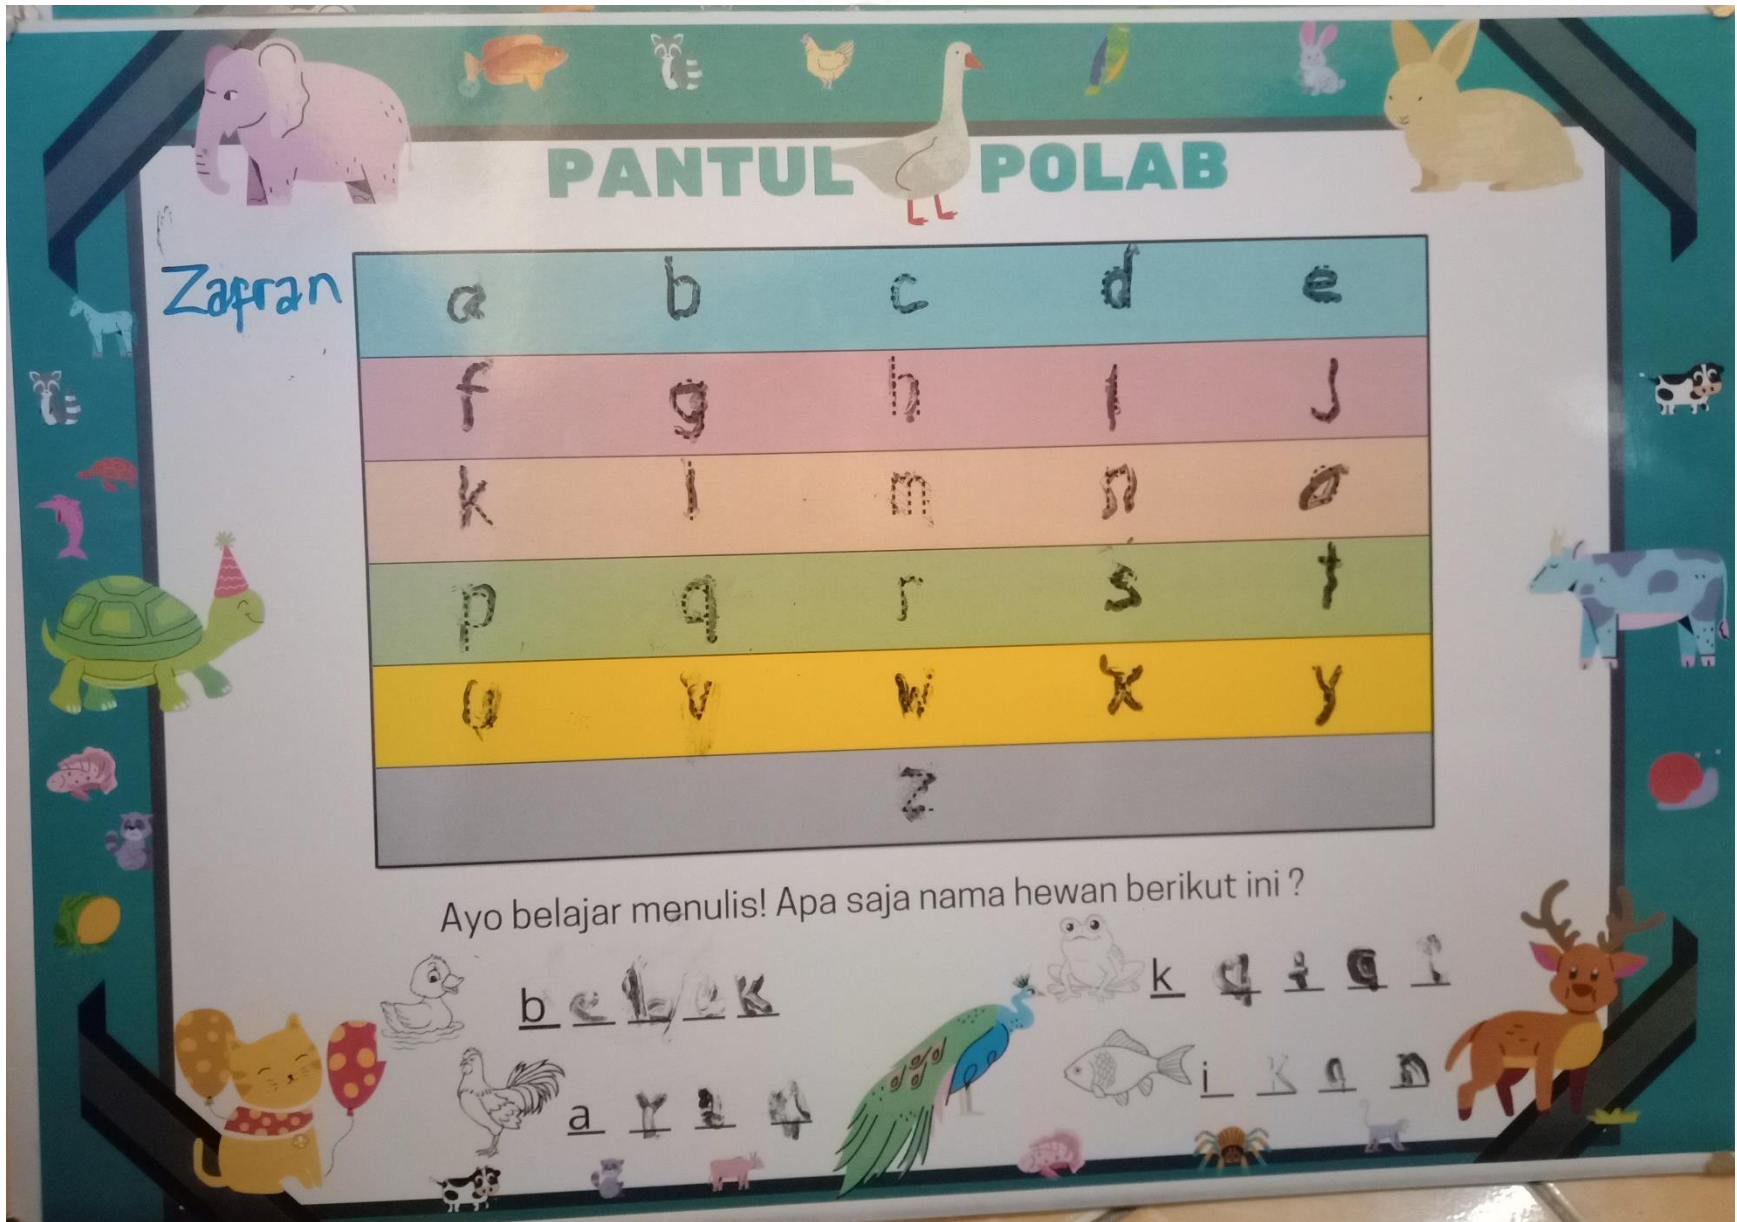 PANTUL POLAB
Zafran
a b c d e
f g h i j
k l m n o
p q r s t
u v w x y
z
Ayo belajar menulis! Apa saja nama hewan berikut ini ?
b e b e k
k
a y a
i k a n